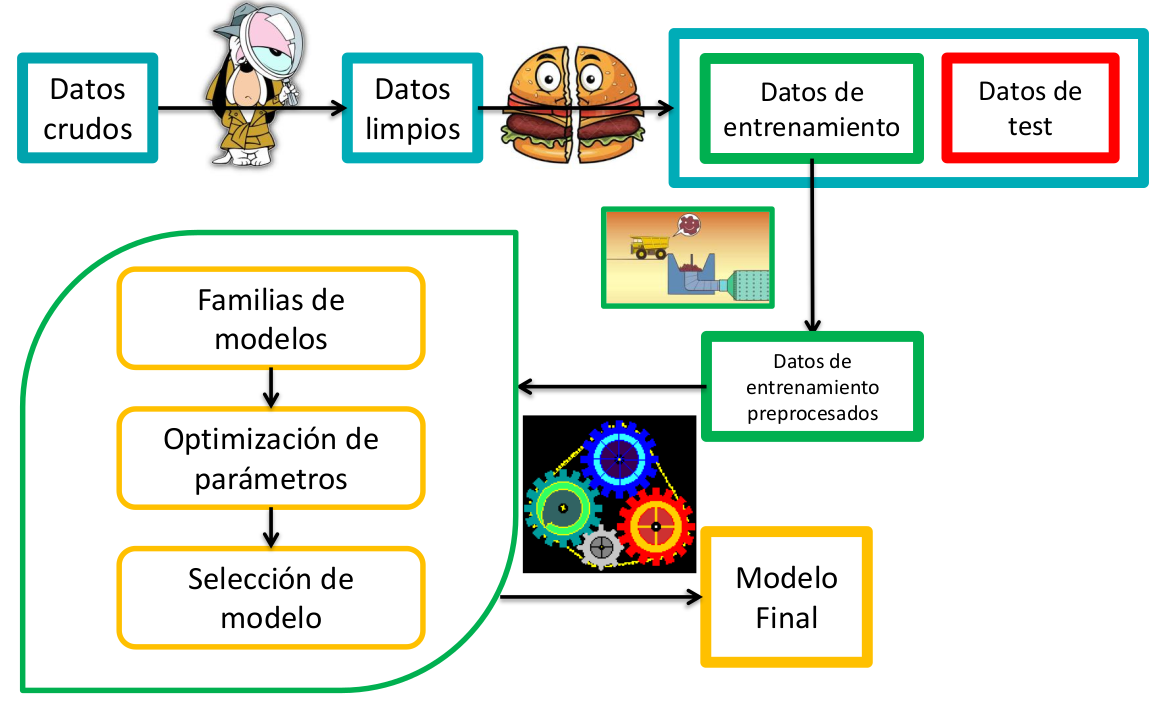 Datos
crudos
Datos
limpios
Datos de
entrenamiento
Datos de
test
Datos de
entrenamiento
preprocesados
Familias de
modelos
Optimización de
parámetros
Selección de
modelo
Modelo
Final